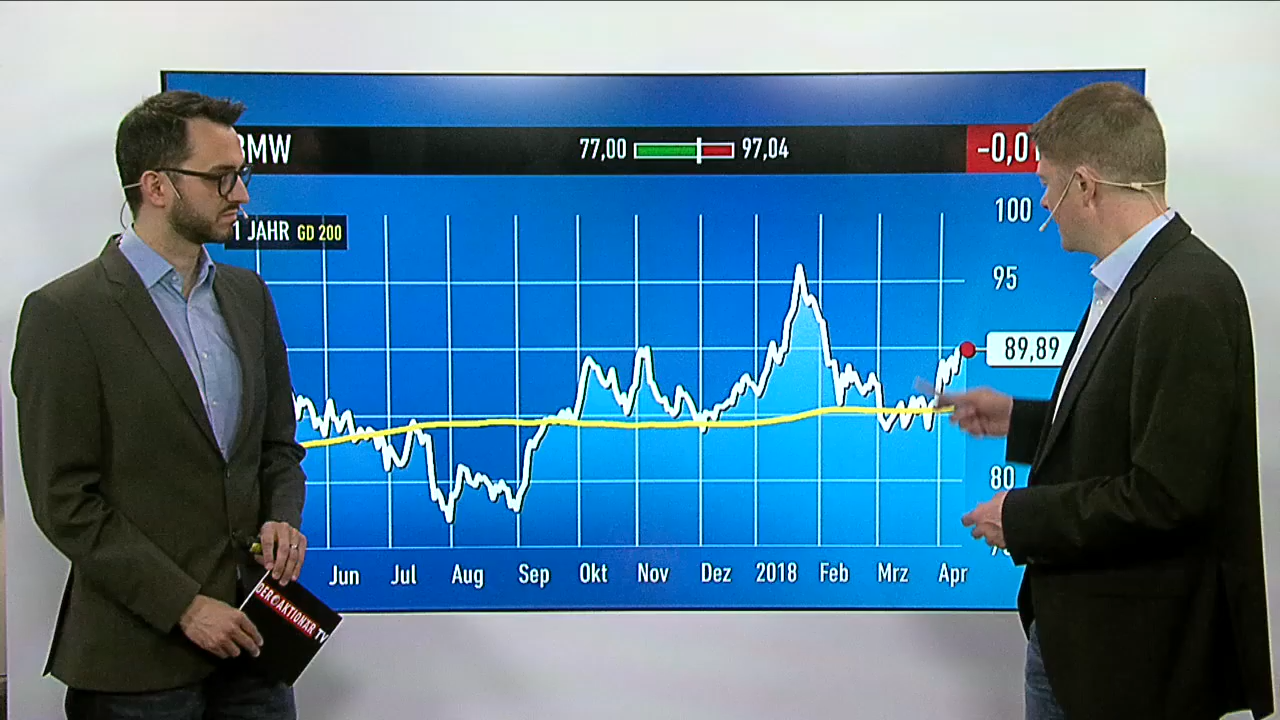 BMW
77,00 97,04
-0,0
1 JAHR GD 200
100
95
89,89
80
Jun Jul Aug Sep Okt Nov Dez 2018 Feb Mrz Apr
DER AKTIONÄR TV